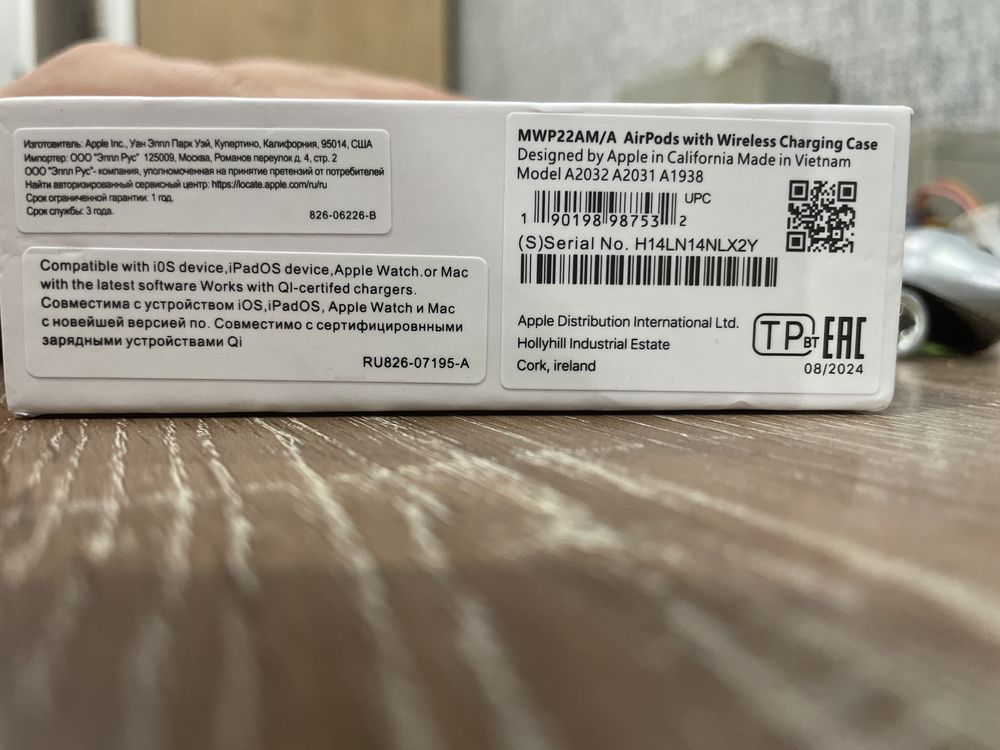 Изготовитель: Apple Inc., Уан Эппл Парк Уэй, Купертино, Калифорния, 95014, США
Импортер: ООО "Эппл Рус" 125009, Москва, Романов переулок д. 4, стр. 2
ООО "Эппл Рус"- компания, уполномоченная на принятие претензий от потребителей
Найти авторизированный сервисный центр: https://locate.apple.com/ru/ru
Срок ограниченной гарантии: 1 год.
Срок службы: 3 года.
826-06226-B
Compatible with i0S device,iPadOS device,Apple Watch.or Mac
with the latest software Works with QI-certifed chargers.
Совместима с устройством iOS,iPadOS, Apple Watch и Mac
с новейшей версией по. Совместимо с сертифицировнными
зарядными устройствами Qi
RU826-07195-A
MWP22AM/A AirPods with Wireless Charging Case
Designed by Apple in California Made in Vietnam
Model A2032 A2031 A1938
UPC
1 90198 98753 2
(S)Serial No. H14LN14NLX2Y
Apple Distribution International Ltd.
Hollyhill Industrial Estate
Cork, ireland
ТР ВТ EAC
08/2024